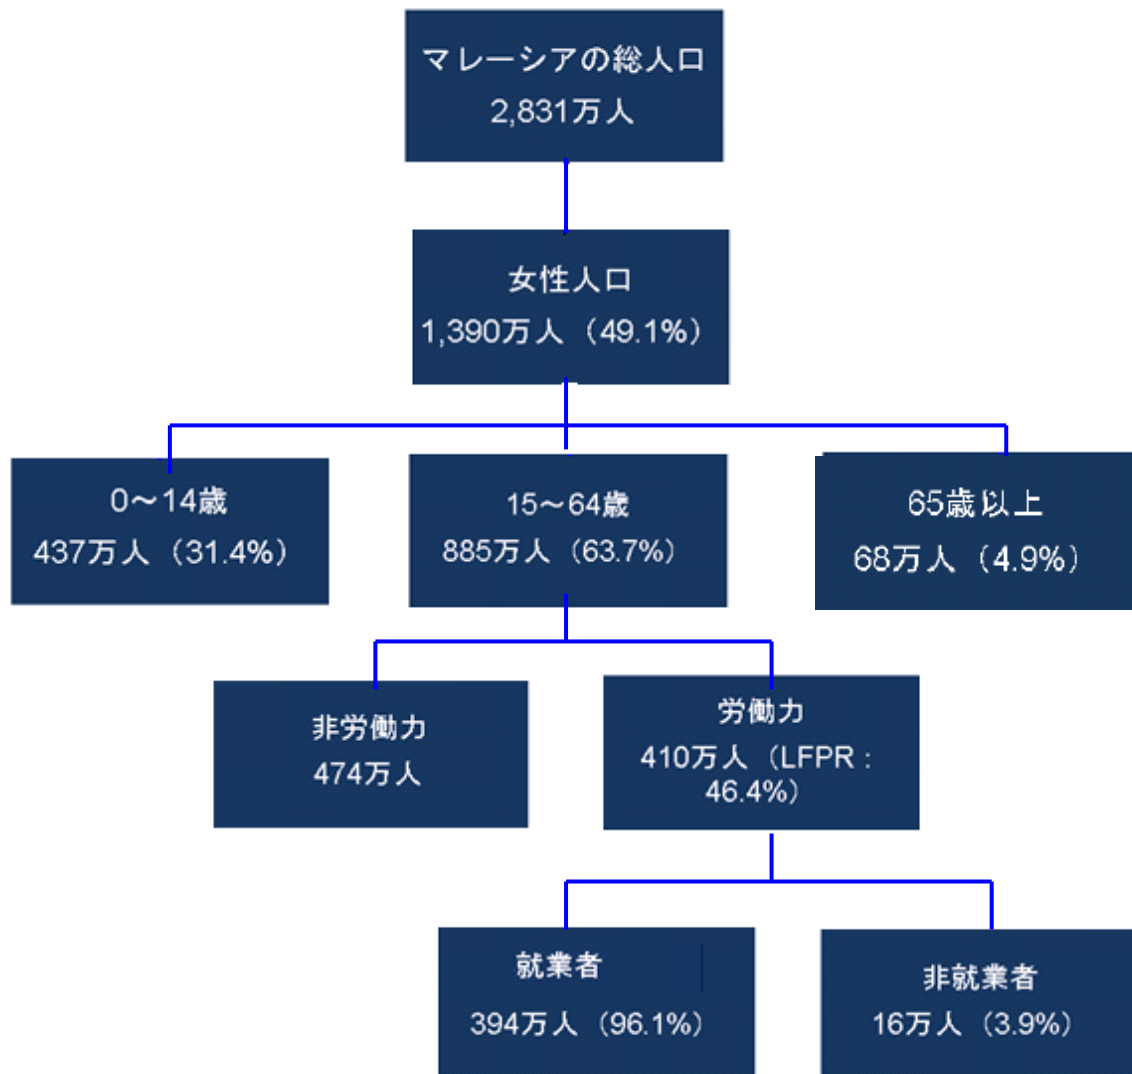 マレーシアの総人口
2,831万人
女性人口
1,390万人（49.1%）
0～14歳
437万人（31.4%）
15～64歳
885万人（63.7%）
65歳以上
68万人（4.9%）
非労働力
474万人
労働力
410万人（LFPR：
46.4%）
就業者
394万人（96.1%）
非就業者
16万人（3.9%）